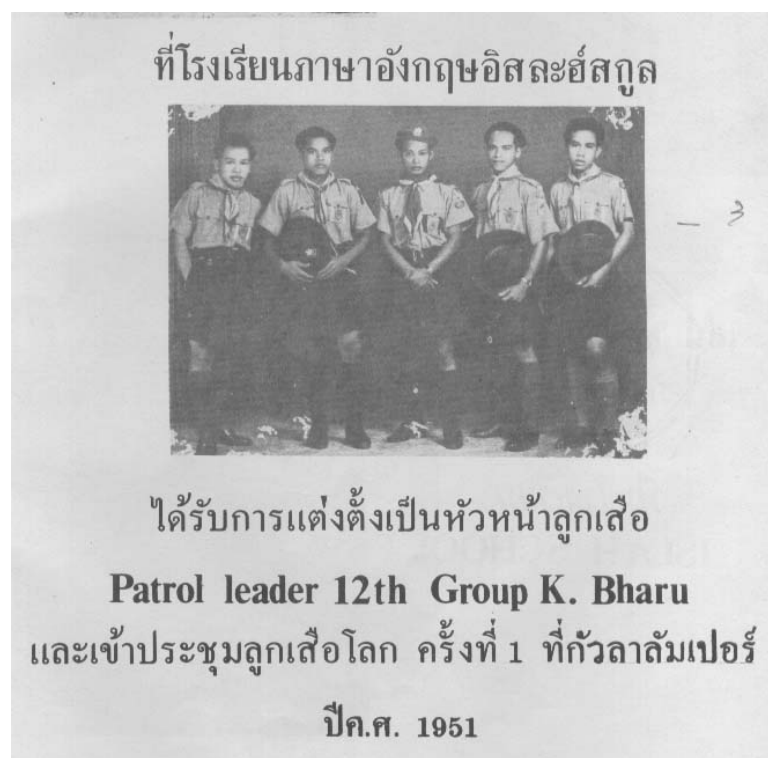 ที่โรงเรียนภาษาอังกฤษอิสละฮ์สกูล
- 3
ได้รับการแต่งตั้งเป็นหัวหน้าลูกเสือ
Patrol leader 12th Group K. Bharu
และเข้าประชุมลูกเสือโลก ครั้งที่ 1 ที่กัวลาลัมเปอร์
ปีค.ศ. 1951